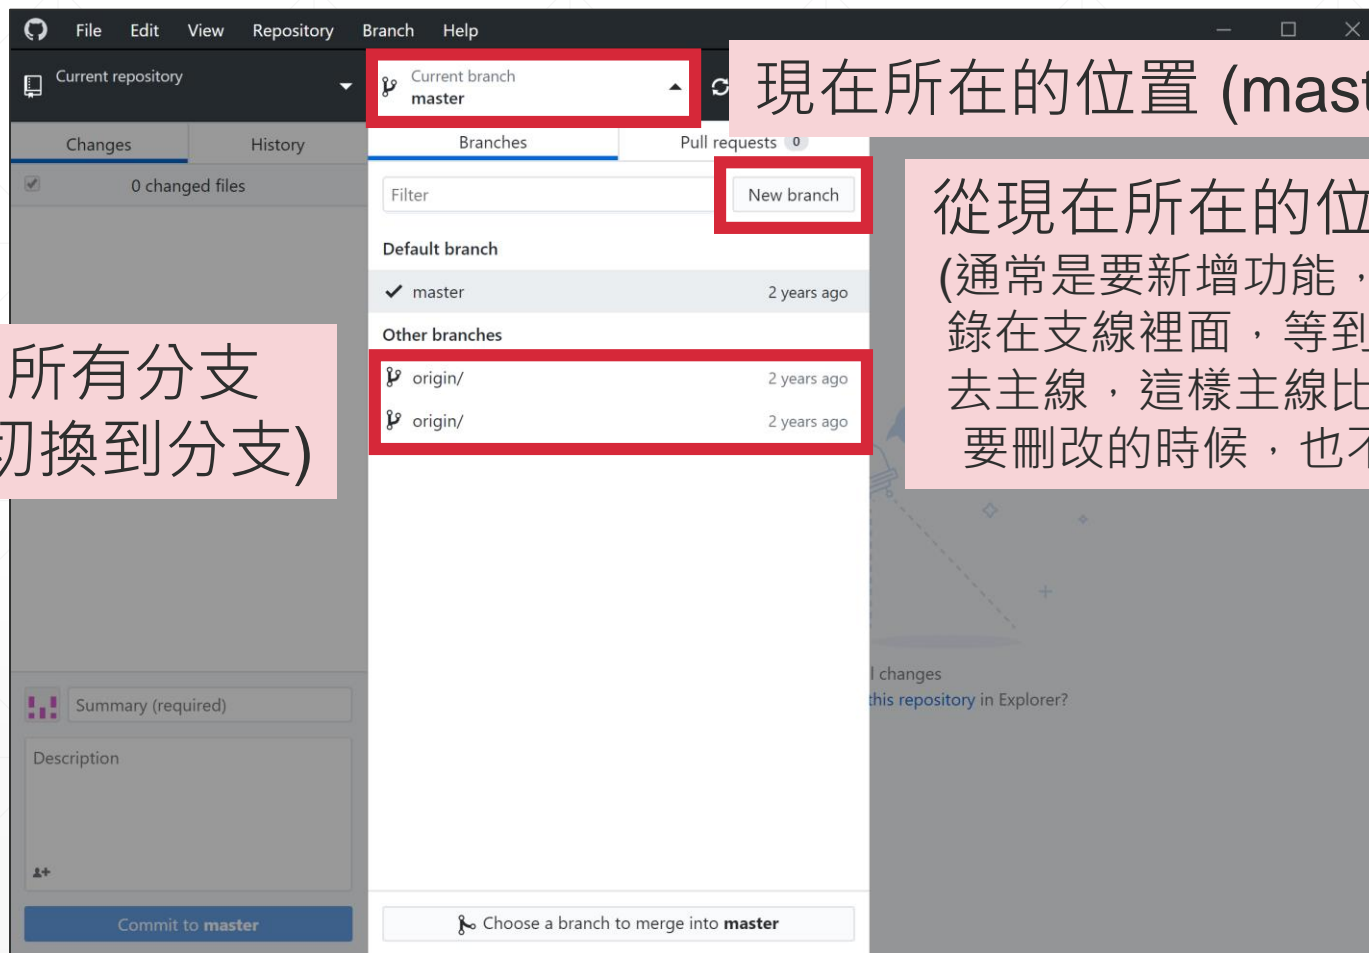 File Edit View Repository Branch Help
Current repository
Current branch
master
現在所在的位置 (mast
Changes History
Branches Pull requests 0
0 changed files
Filter
New branch
從現在所在的位
(通常是要新增功能，
錄在支線裡面，等到
去主線，這樣主線比
要刪改的時候，也不
Default branch
master 2 years ago
Other branches
origin/ 2 years ago
origin/ 2 years ago
所有分支
切換到分支)
l changes
this repository in Explorer?
Summary (required)
Description
Commit to master
Choose a branch to merge into master